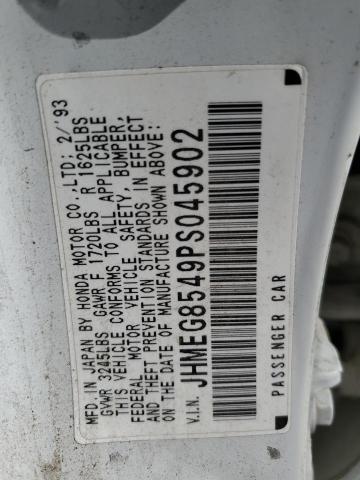 MFD. IN JAPAN BY HONDA MOTOR CO.,LTD: 2/'93
GVWR 3245LBS GAWR F 1720LBS R 1625LBS
THIS VEHICLE CONFORMS TO ALL APPLICABLE
FEDERAL MOTOR VEHICLE SAFETY, BUMPER,
AND THEFT PREVENTION STANDARDS IN EFFECT
ON THE DATE OF MANUFACTURE SHOWN ABOVE:
V.I.N. JHMEG8549PS045902
PASSENGER CAR